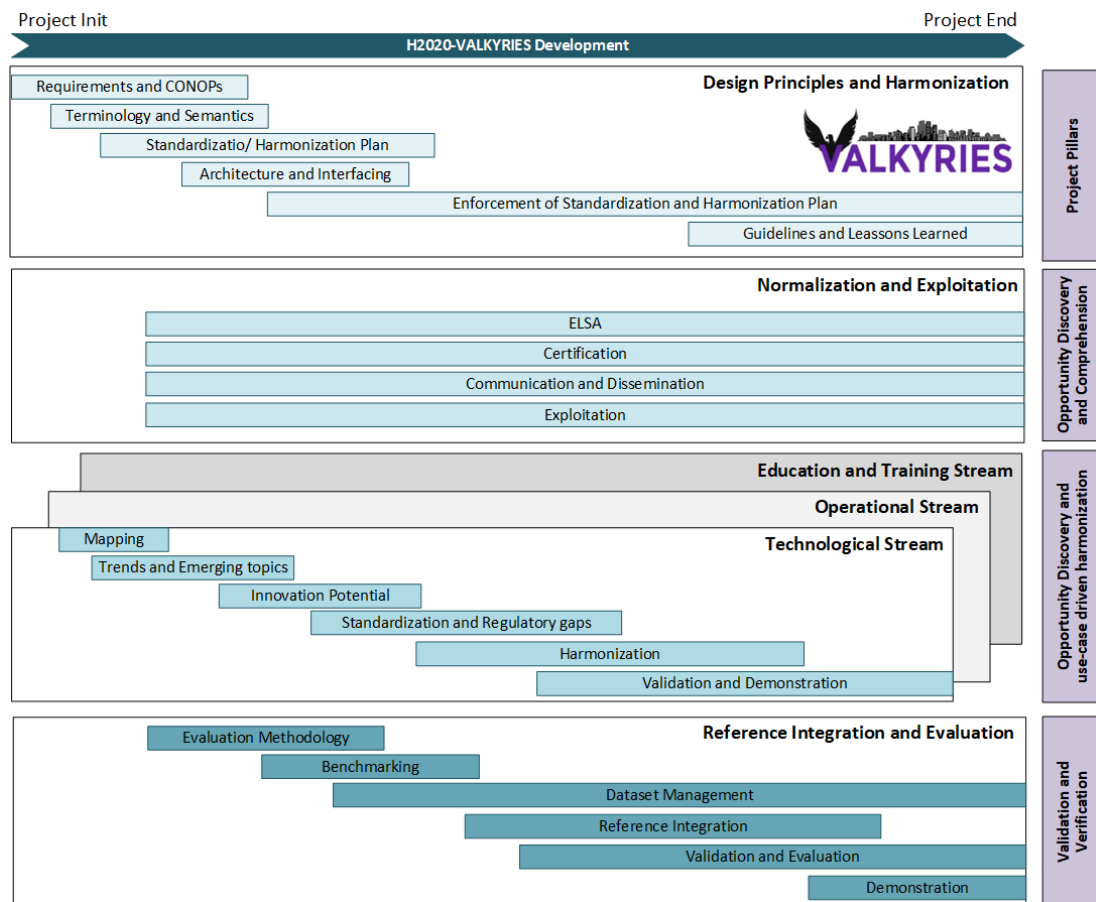 Project Init
Project End
H2020-VALKYRIES Development
Design Principles and Harmonization
VALKYRIES
Requirements and CONOPs
Terminology and Semantics
Standardizatio/ Harmonization Plan
Architecture and Interfacing
Enforcement of Standardization and Harmonization Plan
Guidelines and Leassons Learned
Project Pillars
Normalization and Exploitation
ELSA
Certification
Communication and Dissemination
Exploitation
Opportunity Discovery
and Comprehension
Education and Training Stream
Operational Stream
Technological Stream
Mapping
Trends and Emerging topics
Innovation Potential
Standardization and Regulatory gaps
Harmonization
Validation and Demonstration
Opportunity Discovery and
use-case driven harmonization
Reference Integration and Evaluation
Evaluation Methodology
Benchmarking
Dataset Management
Reference Integration
Validation and Evaluation
Demonstration
Validation and
Verification